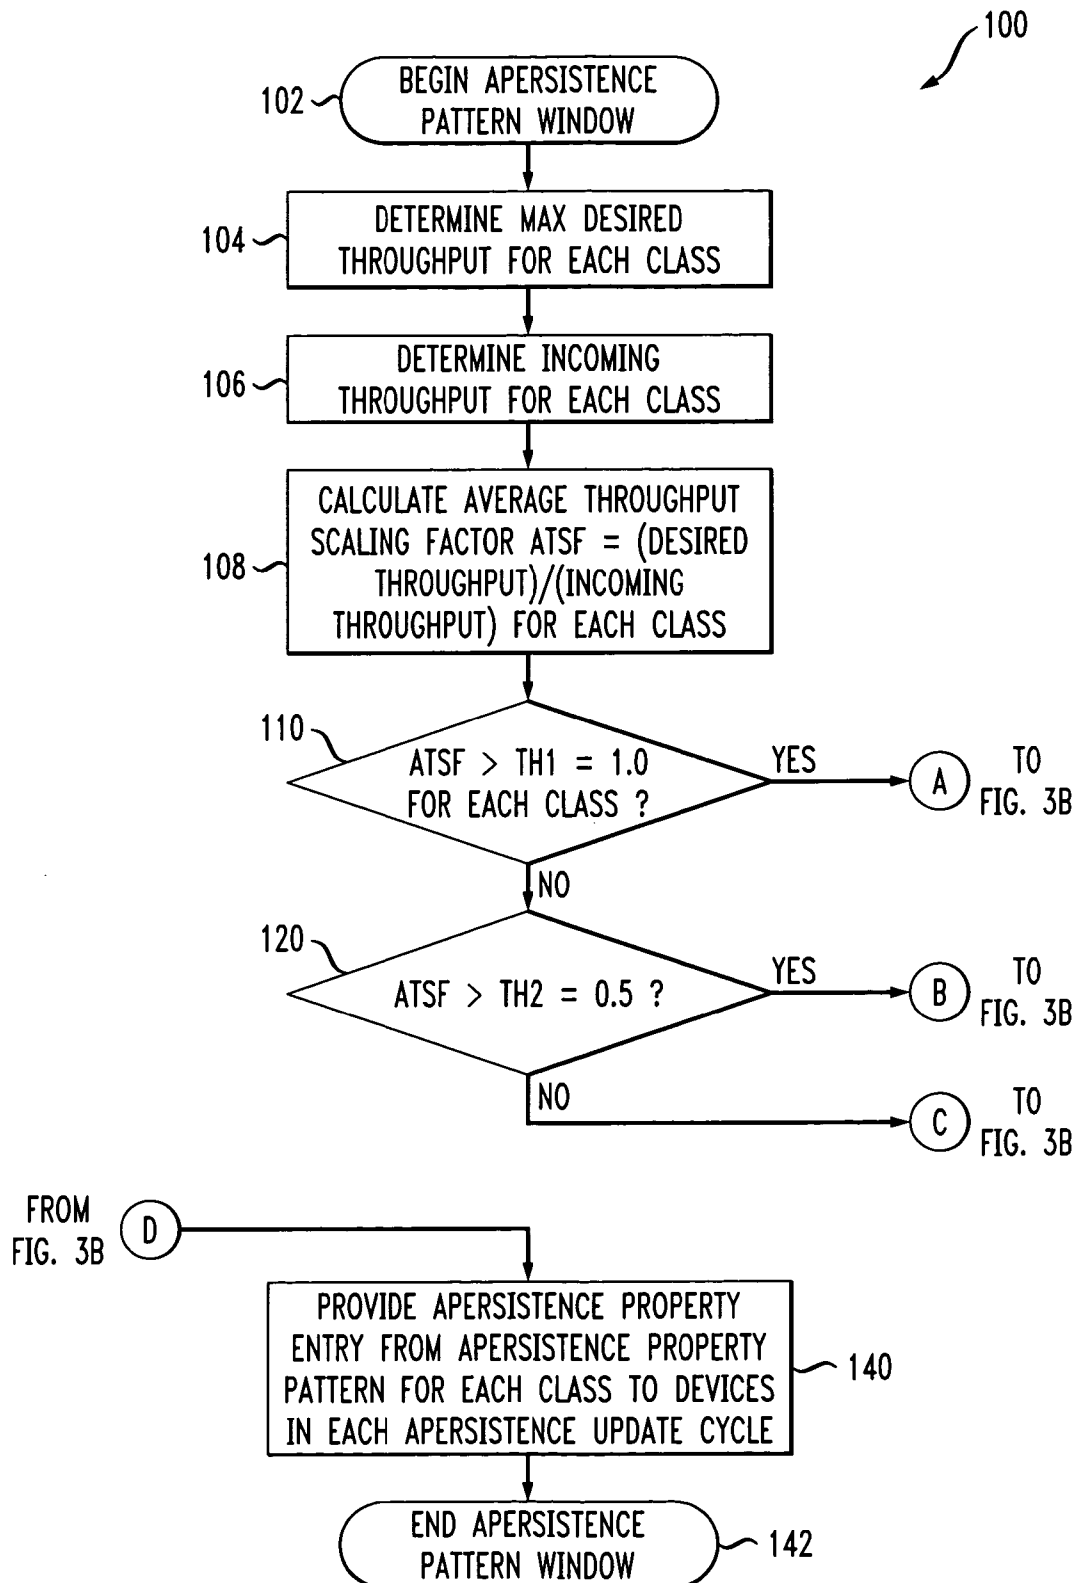 100
102
BEGIN APERSISTENCE
PATTERN WINDOW
104
DETERMINE MAX DESIRED
THROUGHPUT FOR EACH CLASS
106
DETERMINE INCOMING
THROUGHPUT FOR EACH CLASS
108
CALCULATE AVERAGE THROUGHPUT
SCALING FACTOR ATSF = (DESIRED
THROUGHPUT)/(INCOMING
THROUGHPUT) FOR EACH CLASS
110
ATSF > TH1 = 1.0
FOR EACH CLASS ?
YES
A
TO
FIG. 3B
NO
120
ATSF > TH2 = 0.5 ?
YES
B
TO
FIG. 3B
NO
C
TO
FIG. 3B
FROM
FIG. 3B
D
PROVIDE APERSISTENCE PROPERTY
ENTRY FROM APERSISTENCE PROPERTY
PATTERN FOR EACH CLASS TO DEVICES
IN EACH APERSISTENCE UPDATE CYCLE
140
END APERSISTENCE
PATTERN WINDOW
142